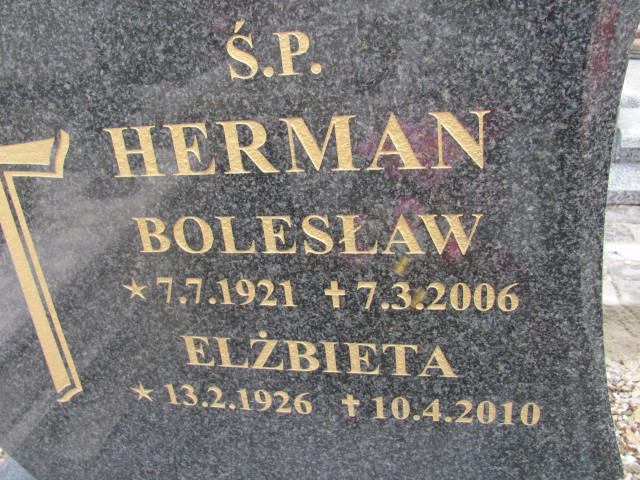 Ś.P.
HERMAN
BOLESŁAW
★ 7.7.1921 ✝ 7.3.2006
ELŻBIETA
★ 13.2.1926 ✝ 10.4.2010